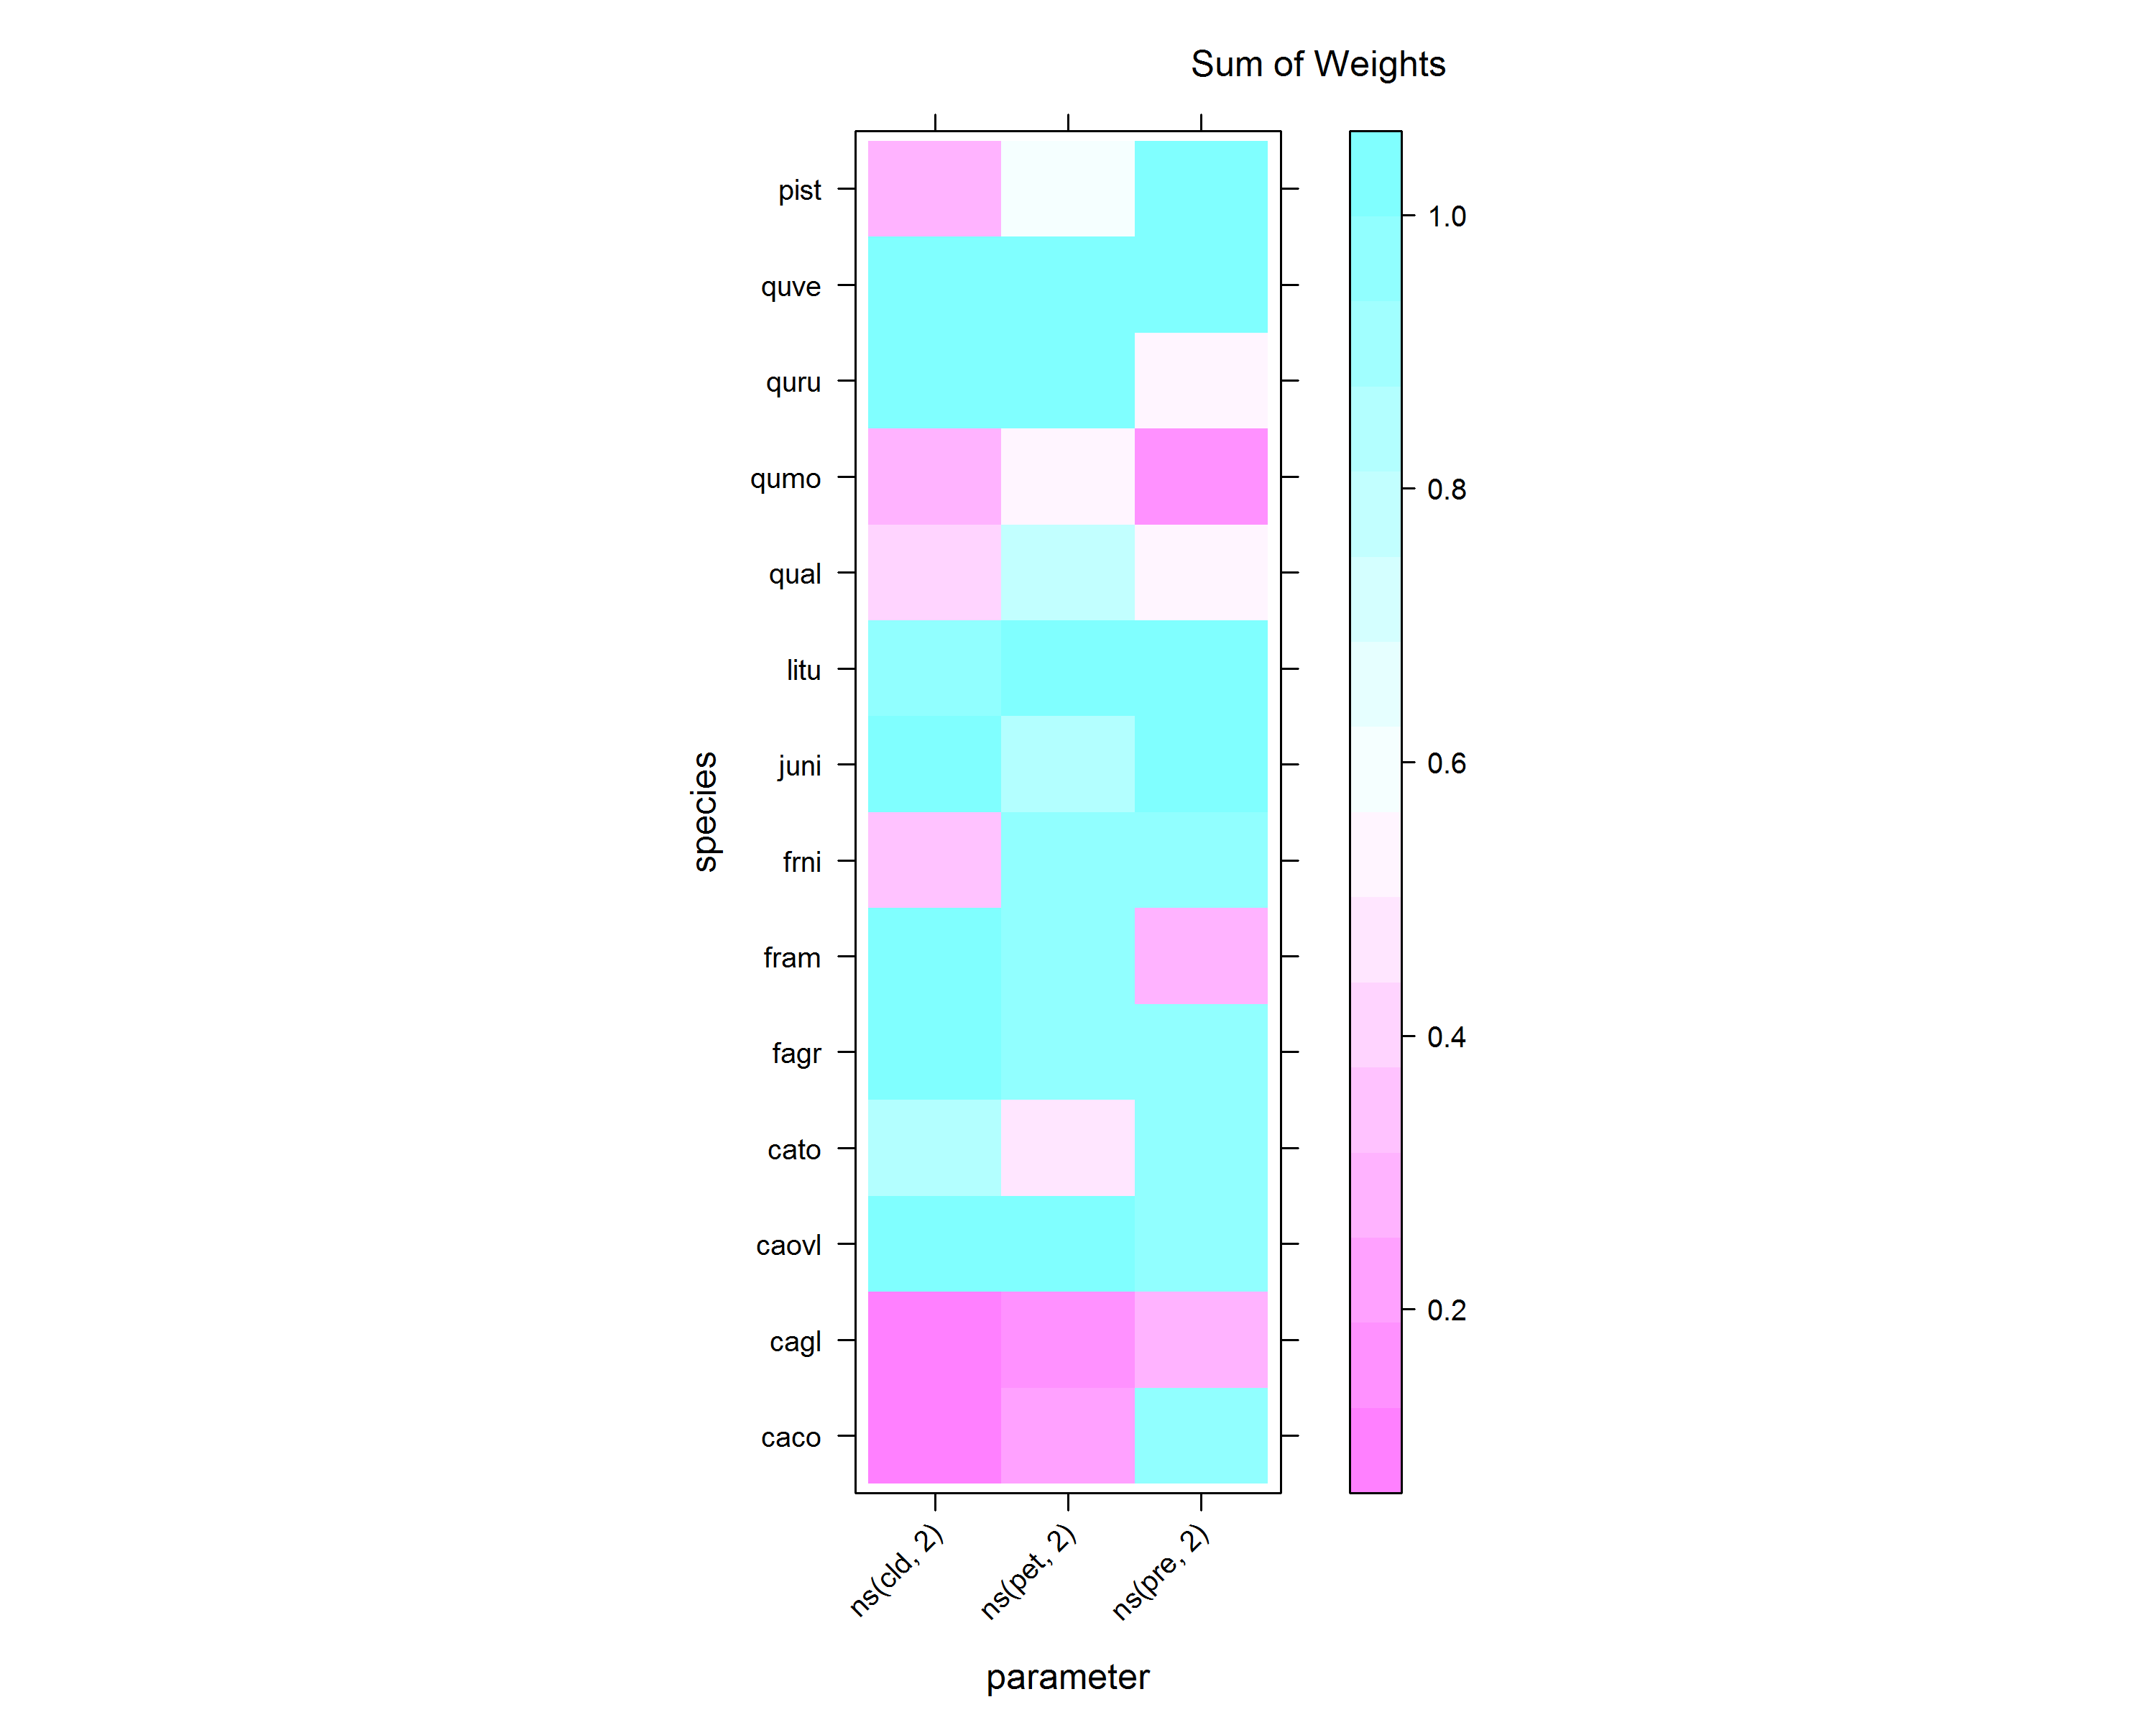 Sum of Weights
pist
quve
quru
qumo
qual
litu
juni
frni
fram
fagr
cato
caovl
cagl
caco
species
1.0
0.8
0.6
0.4
0.2
ns(cld, 2)
ns(pet, 2)
ns(pre, 2)
parameter